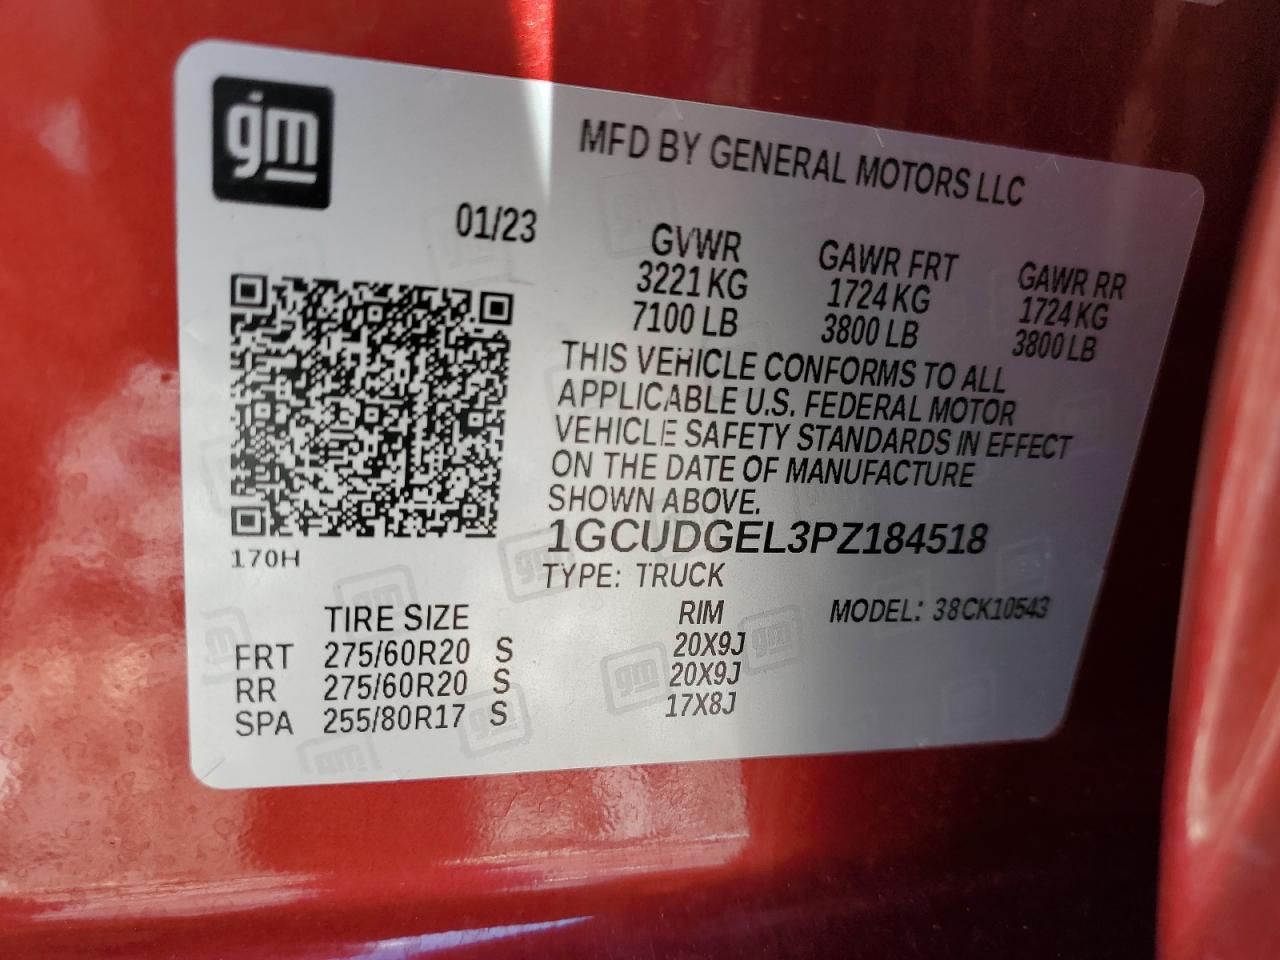 gm
MFD BY GENERAL MOTORS LLC
01/23
GVWR GAWR FRT GAWR RR
3221 KG 1724 KG 1724 KG
7100 LB 3800 LB 3800 LB
THIS VEHICLE CONFORMS TO ALL
APPLICABLE U.S. FEDERAL MOTOR
VEHICLE SAFETY STANDARDS IN EFFECT
ON THE DATE OF MANUFACTURE
SHOWN ABOVE.
1GCUDGEL3PZ184518
170H
TYPE: TRUCK
TIRE SIZE RIM MODEL: 38CK10543
FRT 275/60R20 S 20X9J
RR 275/60R20 S 20X9J
SPA 255/80R17 S 17X8J